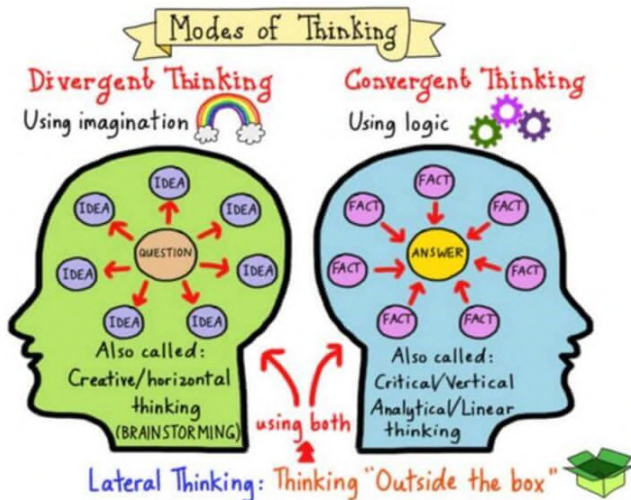 Modes of Thinking
Divergent Thinking
Using imagination
IDEA
IDEA
IDEA
IDEA
QUESTION
IDEA
IDEA
IDEA
Also called:
Creative/horizontal
thinking
(BRAINSTORMING)
Convergent Thinking
Using logic
FACT
FACT
FACT
FACT
ANSWER
FACT
FACT
FACT
Also called:
Critical/Vertical
Analytical/Linear
thinking
using both
Lateral Thinking: Thinking "Outside the box"